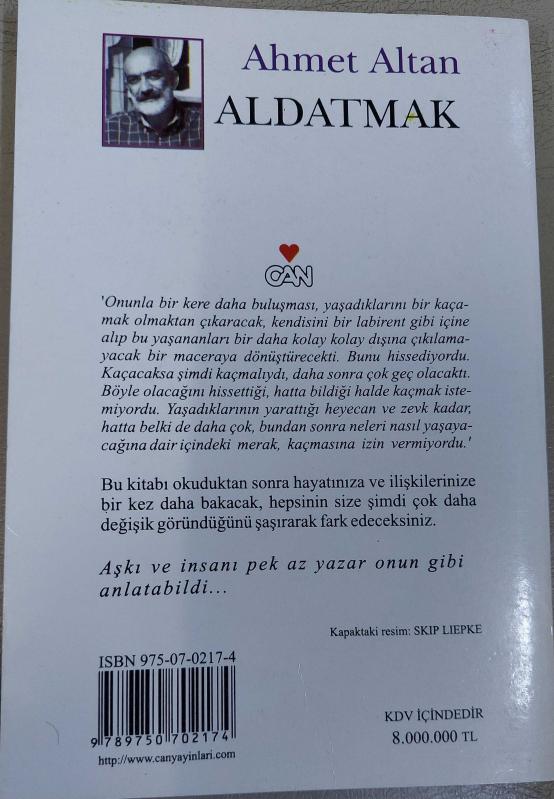 Ahmet Altan
ALDATMAK
CAN
'Onunla bir kere daha buluşması, yaşadıklarını bir kaça-
mak olmaktan çıkaracak, kendisini bir labirent gibi içine
alıp bu yaşananları bir daha kolay kolay dışına çıkılama-
yacak bir maceraya dönüştürecekti. Bunu hissediyordu.
Kaçacaksa şimdi kaçmalıydı, daha sonra çok geç olacaktı.
Böyle olacağını hissettiği, hatta bildiği halde kaçmak iste-
miyordu. Yaşadıklarının yarattığı heyecan ve zevk kadar,
hatta belki de daha çok, bundan sonra neleri nasıl yaşaya-
cağına dair içindeki merak, kaçmasına izin vermiyordu.'
Bu kitabı okuduktan sonra hayatınıza ve ilişkilerinize
bir kez daha bakacak, hepsinin size şimdi çok daha
değişik göründüğünü şaşırarak fark edeceksiniz.
Aşkı ve insanı pek az yazar onun gibi
anlatabildi...
Kapaktaki resim: SKIP LIEPKE
ISBN 975-07-0217-4
9 789750 702174
http://www.canyayinlari.com
KDV İÇİNDEDİR
8.000.000 TL